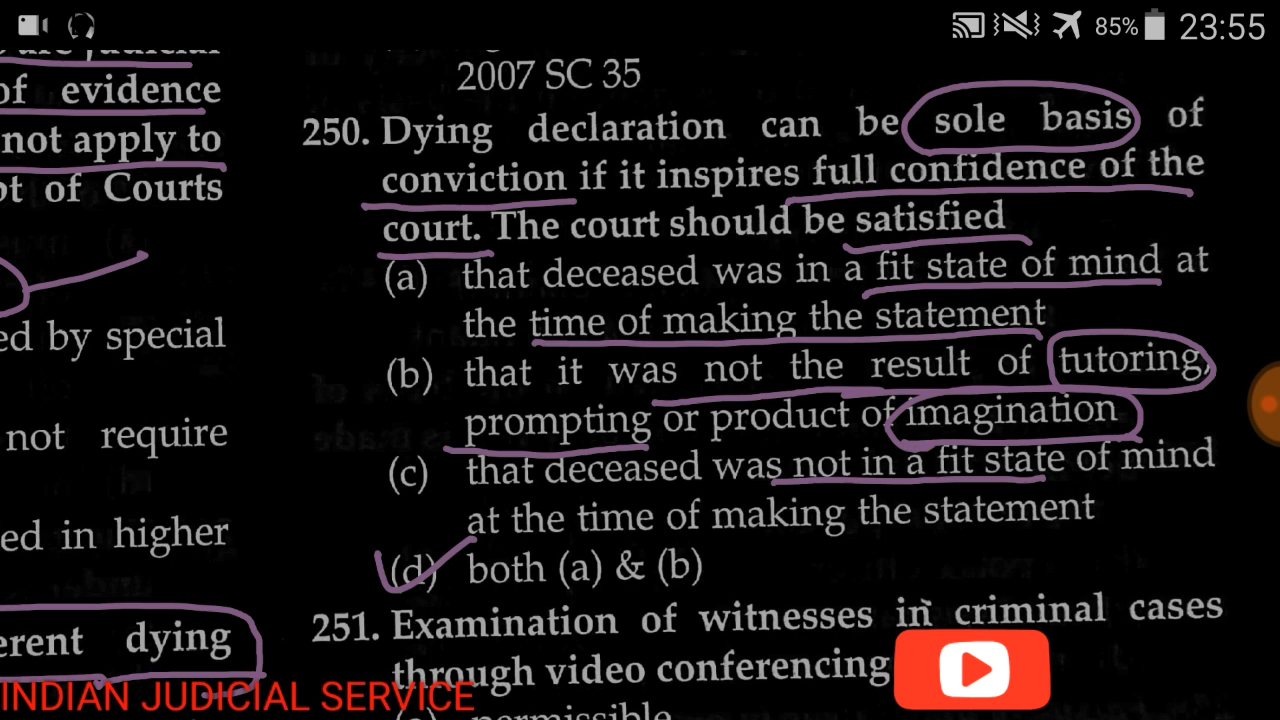 85% 23:55
are judicial
of evidence
not apply to
pt of Courts
ed by special
not require
ed in higher
erent dying
2007 SC 35
250. Dying declaration can be sole basis of
conviction if it inspires full confidence of the
court. The court should be satisfied
(a) that deceased was in a fit state of mind at
the time of making the statement
(b) that it was not the result of tutoring,
prompting or product of imagination
(c) that deceased was not in a fit state of mind
at the time of making the statement
(d) both (a) & (b)
251. Examination of witnesses in criminal cases
through video conferencing
(a) permissible
INDIAN JUDICIAL SERVICE